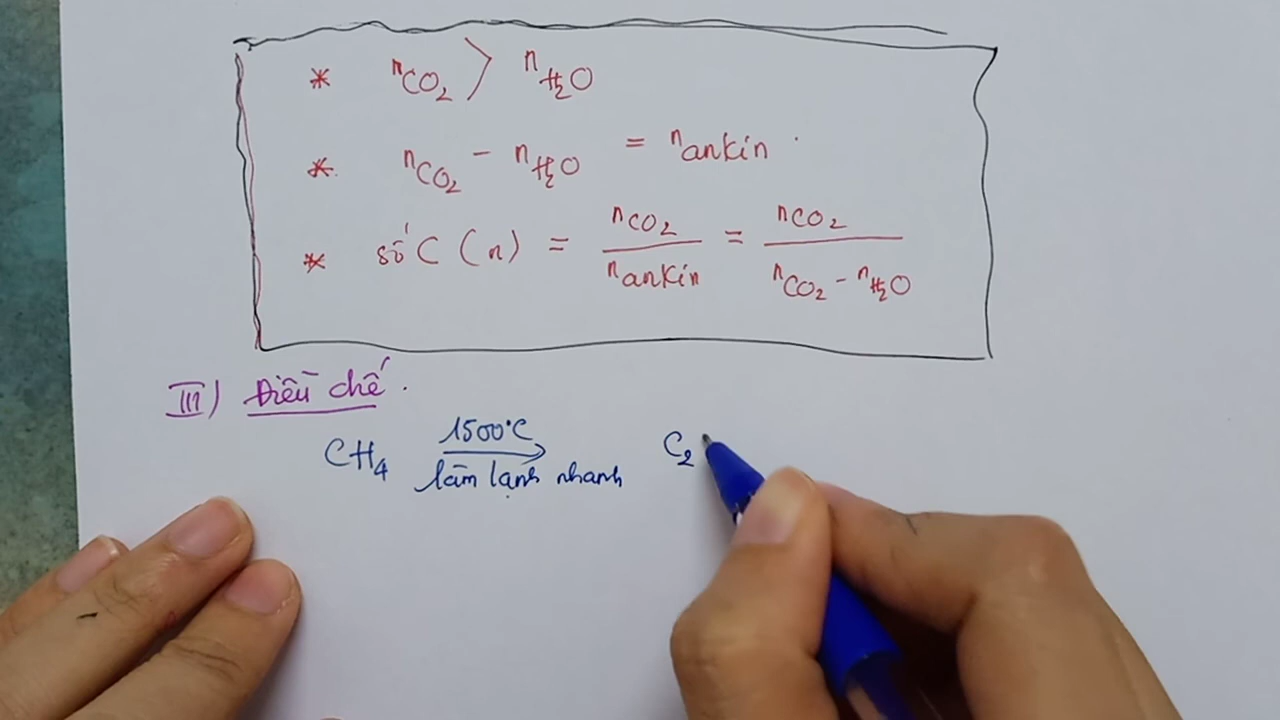 * nCO₂ > nH₂O
* nCO₂ - nH₂O = nankin
* số C (n) = nCO₂ / nankin = nCO₂ / nCO₂ - nH₂O
III) Điều chế.
CH₄ 1500°C → làm lạnh nhanh C₂